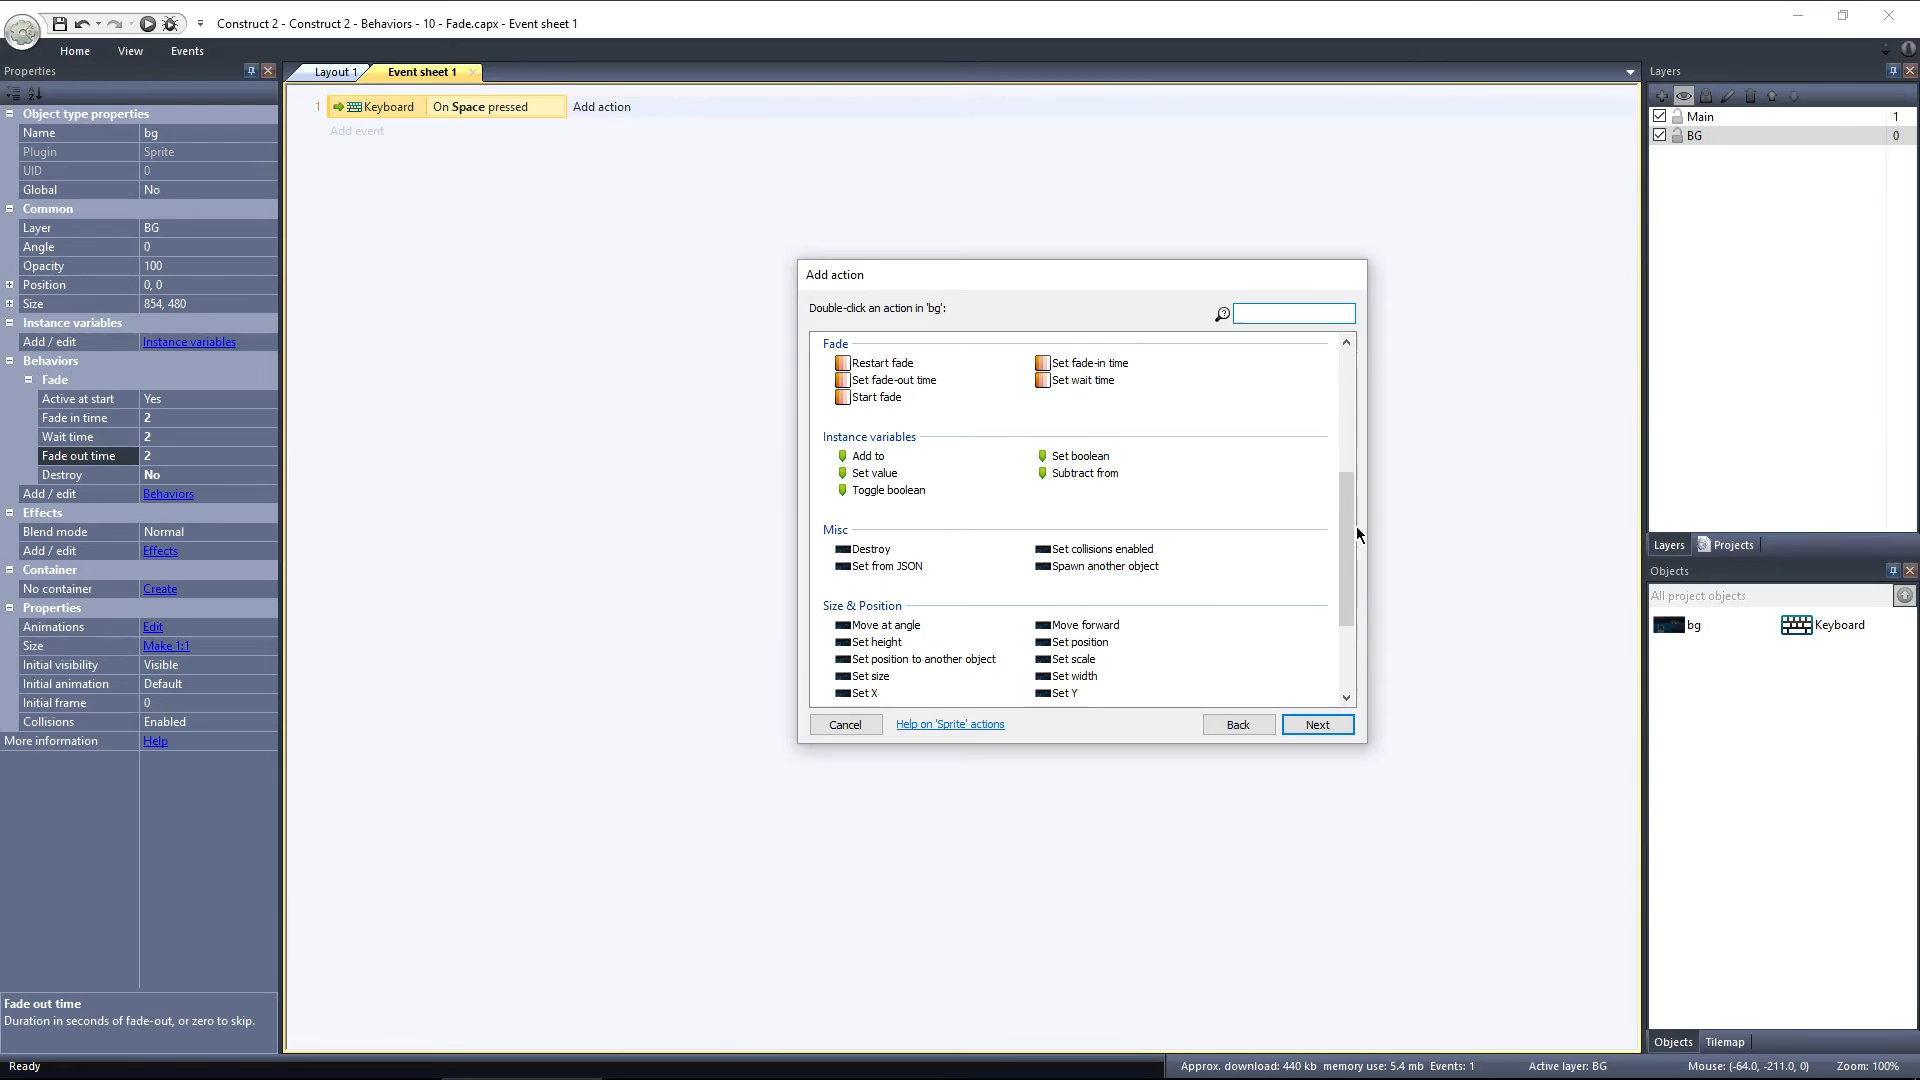 Construct 2 - Construct 2 - Behaviors - 10 - Fade.capx - Event sheet 1
Home View Events
Properties
Object type properties
Name bg
Plugin Sprite
UID 0
Global No
Common
Layer BG
Angle 0
Opacity 100
Position 0, 0
Size 854, 480
Instance variables
Add / edit Instance variables
Behaviors
Fade
Active at start Yes
Fade in time 2
Wait time 2
Fade out time 2
Destroy No
Add / edit Behaviors
Effects
Blend mode Normal
Add / edit Effects
Container
No container Create
Properties
Animations Edit
Size Make 1:1
Initial visibility Visible
Initial animation Default
Initial frame 0
Collisions Enabled
More information Help
Fade out time
Duration in seconds of fade-out, or zero to skip.
Ready
Layout 1 Event sheet 1
1 Keyboard On Space pressed Add action
Add event
Add action
Double-click an action in 'bg':
Fade
Restart fade Set fade-in time
Set fade-out time Set wait time
Start fade
Instance variables
Add to Set boolean
Set value Subtract from
Toggle boolean
Misc
Destroy Set collisions enabled
Set from JSON Spawn another object
Size & Position
Move at angle Move forward
Set height Set position
Set position to another object Set scale
Set size Set width
Set X Set Y
Cancel Help on 'Sprite' actions Back Next
Layers
Main 1
BG 0
Layers Projects
Objects
All project objects
bg Keyboard
Objects Tilemap
Approx. download: 440 kb memory use: 5.4 mb Events: 1 Active layer: BG Mouse: (-64.0, -211.0, 0) Zoom: 100%